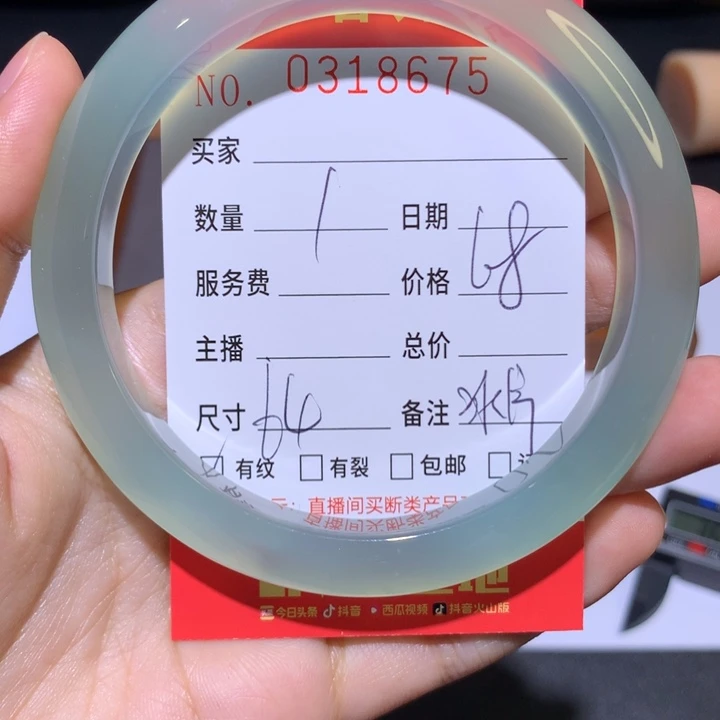 NO. 0318675
买家
数量 1 日期
服务费 价格 68
主播 总价
尺寸 64 备注
有纹 有裂 包邮
：直播间买断类产品
今日头条 抖音 西瓜视频 抖音火山版